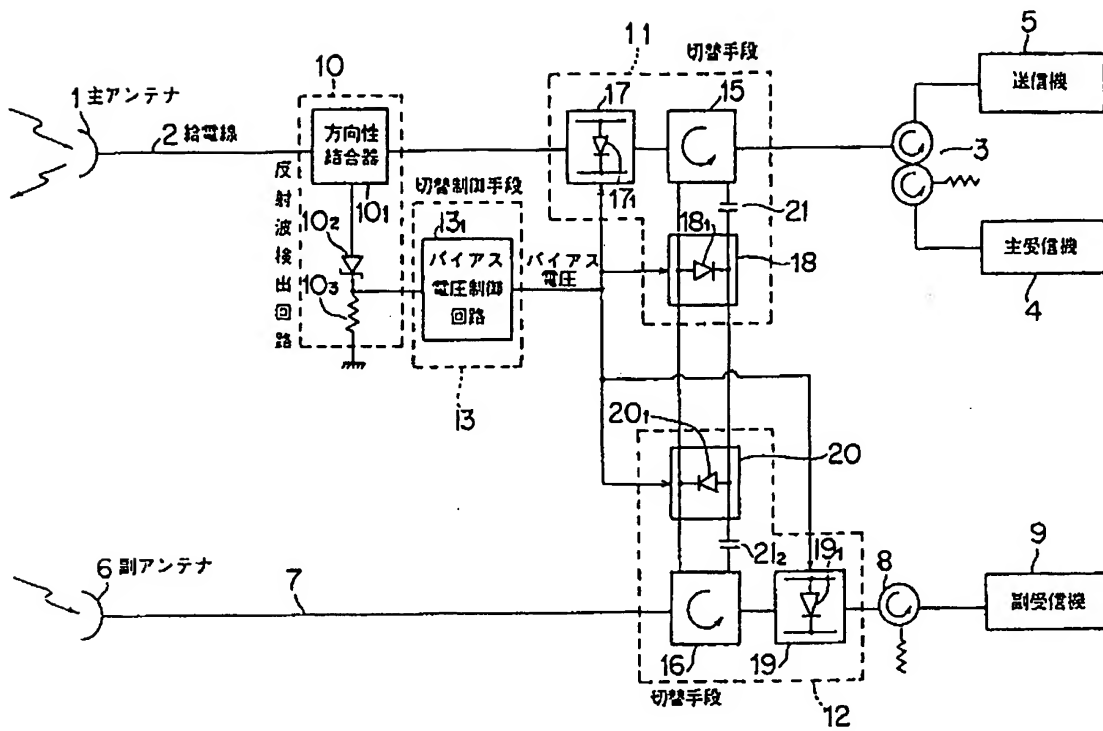 11
切替手段
5
送信機
10
17
15
1 主アンテナ
2 給電線
方向性
結合器
3
反射波検出回路
10₁
切替制御手段
17₁
21
10₂
13₁
18₁
18
主受信機
4
バイアス
電圧制御
回路
バイアス
電圧
10₃
13
20₁
20
6 副アンテナ
7
21₂
19₁
8
9
副受信機
16
19
切替手段
12